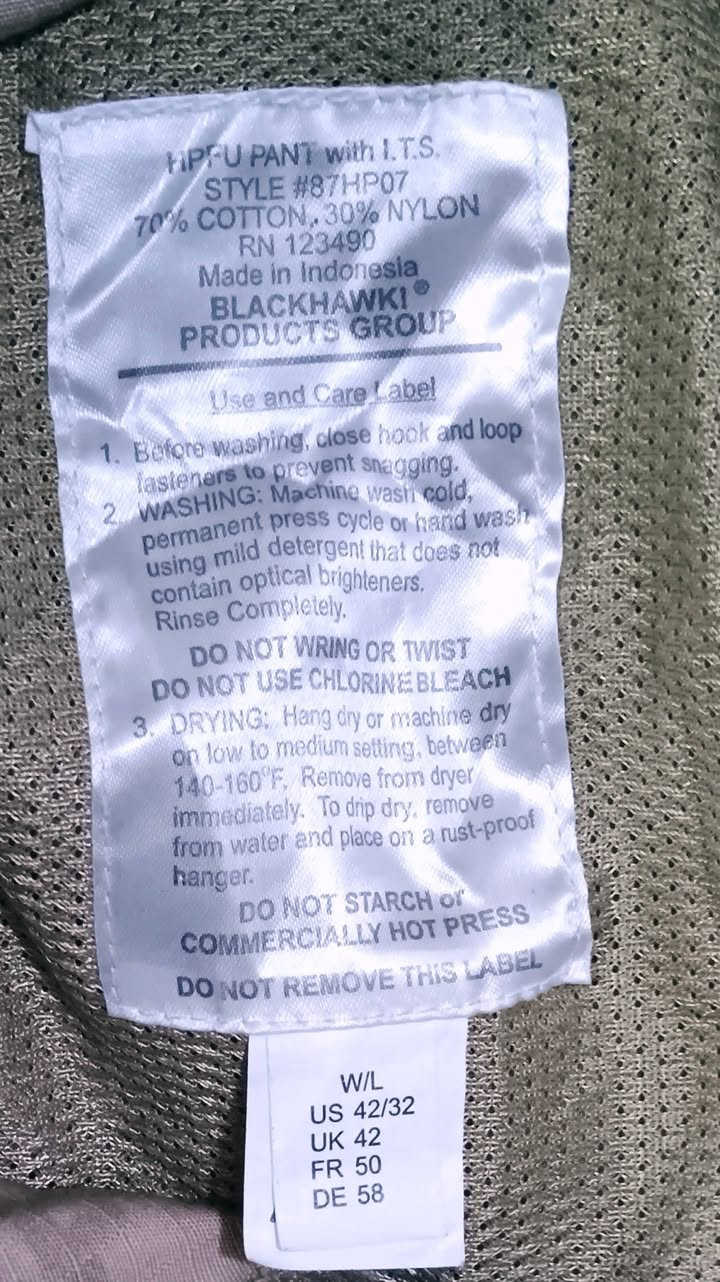 HPFU PANT with I.T.S.
STYLE #87HP07
70% COTTON, 30% NYLON
RN 123490
Made in Indonesia
BLACKHAWK!®
PRODUCTS GROUP
Use and Care Label
1. Before washing, close hook and loop
fasteners to prevent snagging.
2. WASHING: Machine wash cold,
permanent press cycle or hand wash
using mild detergent that does not
contain optical brighteners.
Rinse Completely.
DO NOT WRING OR TWIST
DO NOT USE CHLORINE BLEACH
3. DRYING: Hang dry or machine dry
on low to medium setting, between
140-160°F. Remove from dryer
immediately. To drip dry, remove
from water and place on a rust-proof
hanger.
DO NOT STARCH or
COMMERCIALLY HOT PRESS
DO NOT REMOVE THIS LABEL
W/L
US 42/32
UK 42
FR 50
DE 58